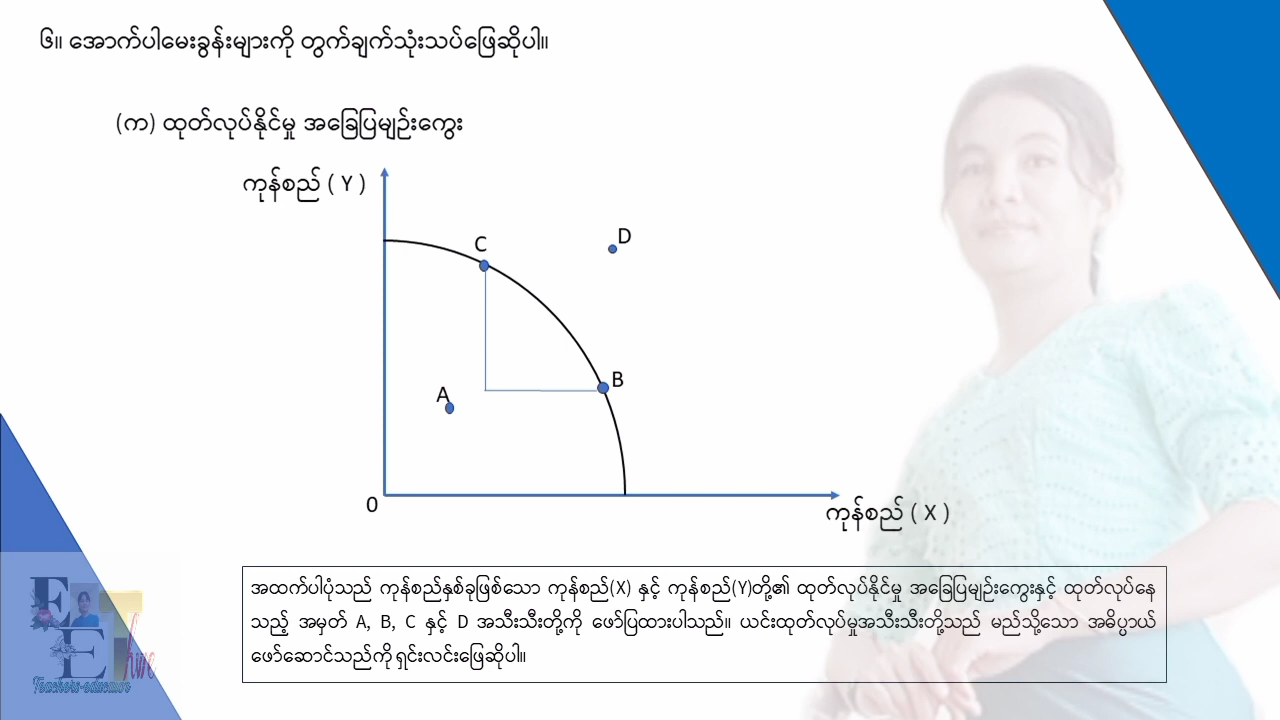 ၆။ အောက်ပါမေးခွန်းများကို တွက်ချက်သုံးသပ်ဖြေဆိုပါ။
(က) ထုတ်လုပ်နိုင်မှု အခြေပြမျဉ်းကွေး
ကုန်စည် ( Y )
D
C
B
A
0
ကုန်စည် ( X )
အထက်ပါပုံသည် ကုန်စည်နှစ်ခုဖြစ်သော ကုန်စည်(X) နှင့် ကုန်စည်(Y)တို့၏ ထုတ်လုပ်နိုင်မှု အခြေပြမျဉ်းကွေးနှင့် ထုတ်လုပ်နေ
သည့် အမှတ် A, B, C နှင့် D အသီးသီးတို့ကို ဖော်ပြထားပါသည်။ ယင်းထုတ်လုပ်မှုအသီးသီးတို့သည် မည်သို့သော အဓိပ္ပာယ်
ဖော်ဆောင်သည်ကို ရှင်းလင်းဖြေဆိုပါ။
E T
E hwe
Teachers-educator